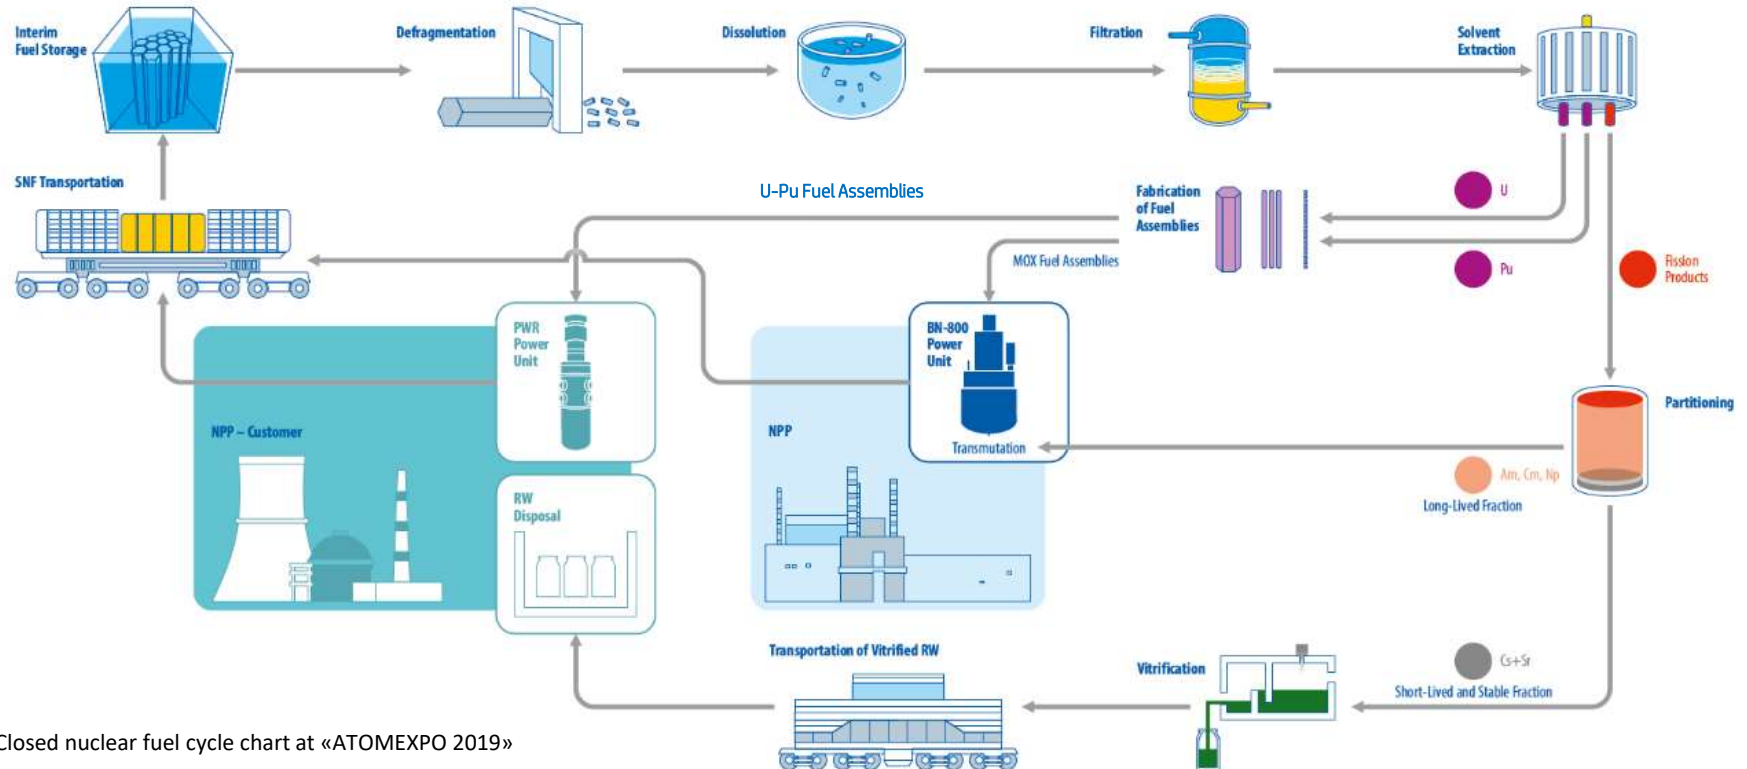 Interim
Fuel Storage
Defragmentation
Dissolution
Filtration
Solvent
Extraction
SNF Transportation
U-Pu Fuel Assemblies
Fabrication
of Fuel
Assemblies
U
MOX Fuel Assemblies
Pu
Fission
Products
PWR
Power
Unit
BN-800
Power
Unit
Partitioning
NPP – Customer
NPP
Transmutation
Am, Cm, Np
Long-Lived Fraction
RW
Disposal
Transportation of Vitrified RW
Vitrification
Cs+Sr
Short-Lived and Stable Fraction
Closed nuclear fuel cycle chart at «ATOMEXPO 2019»